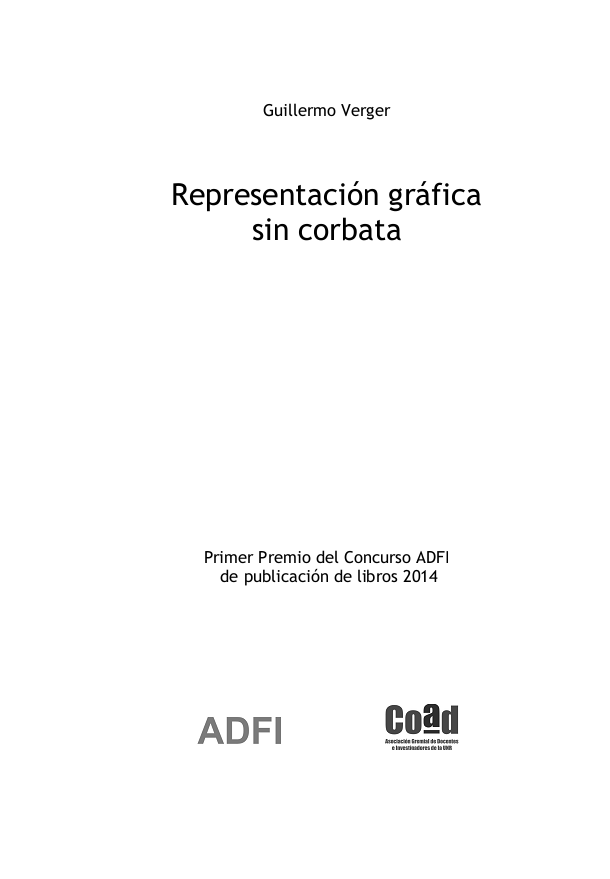 Guillermo Verger
Representación gráfica
sin corbata
Primer Premio del Concurso ADFI
de publicación de libros 2014
ADFI
Coad
Asociación Gremial de Docentes
e Investigadores de la UNR